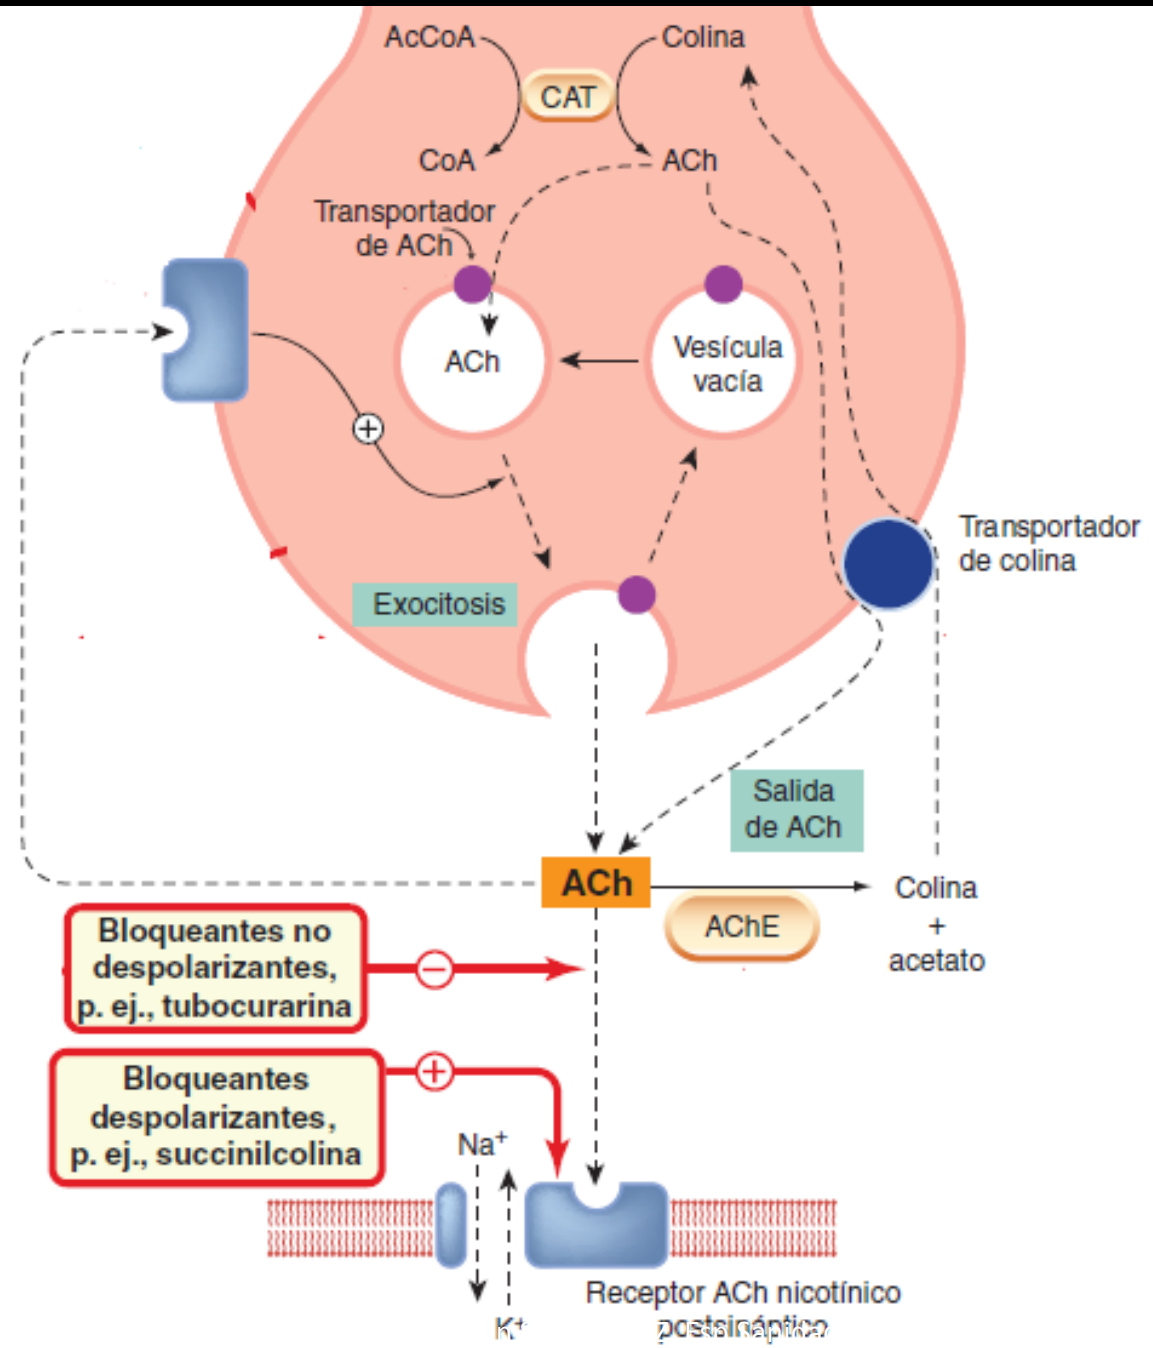 AcCoA
Colina
CAT
CoA
ACh
Transportador
de ACh
ACh
Vesícula
vacía
Transportador
de colina
Exocitosis
Salida
de ACh
ACh
AChE
Colina
+
acetato
Bloqueantes no
despolarizantes,
p. ej., tubocurarina
−
+
Bloqueantes
despolarizantes,
p. ej., succinilcolina
+
Na+
K+
Receptor ACh nicotínico
postsináptico